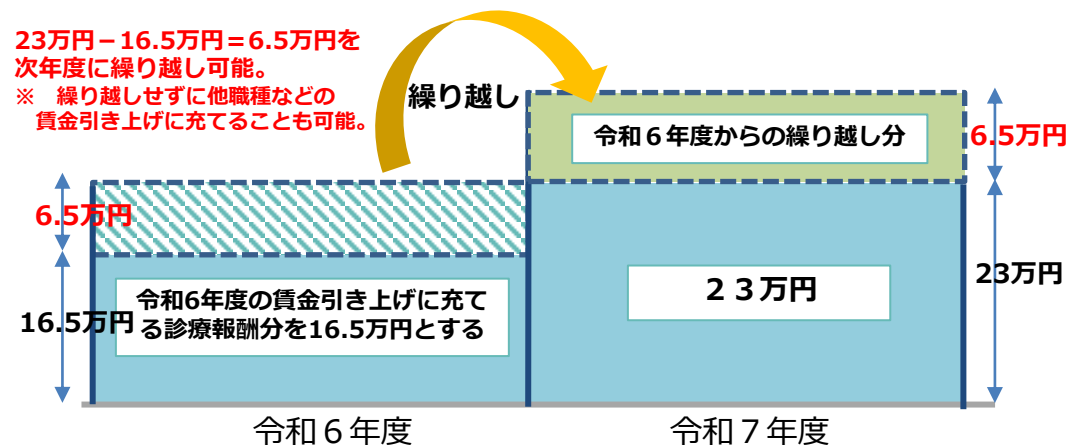 23万円－16.5万円＝6.5万円を
次年度に繰り越し可能。
※　繰り越しせずに他職種などの
賃金引き上げに充てることも可能。
繰り越し
令和６年度からの繰り越し分
6.5万円
6.5万円
23万円
２３万円
16.5万円
令和6年度の賃金引き上げに充て
る診療報酬分を16.5万円とする
令和６年度
令和７年度